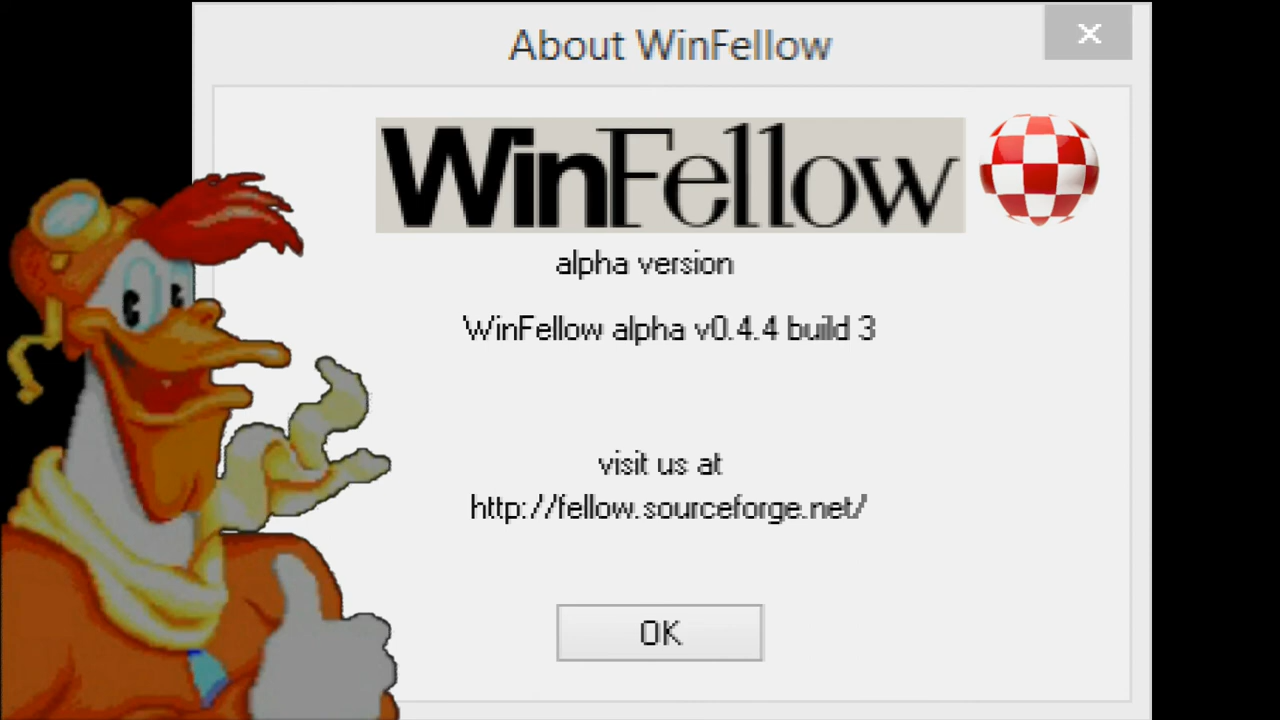 About WinFellow
WinFellow
alpha version
WinFellow alpha v0.4.4 build 3
visit us at
http://fellow.sourceforge.net/
OK